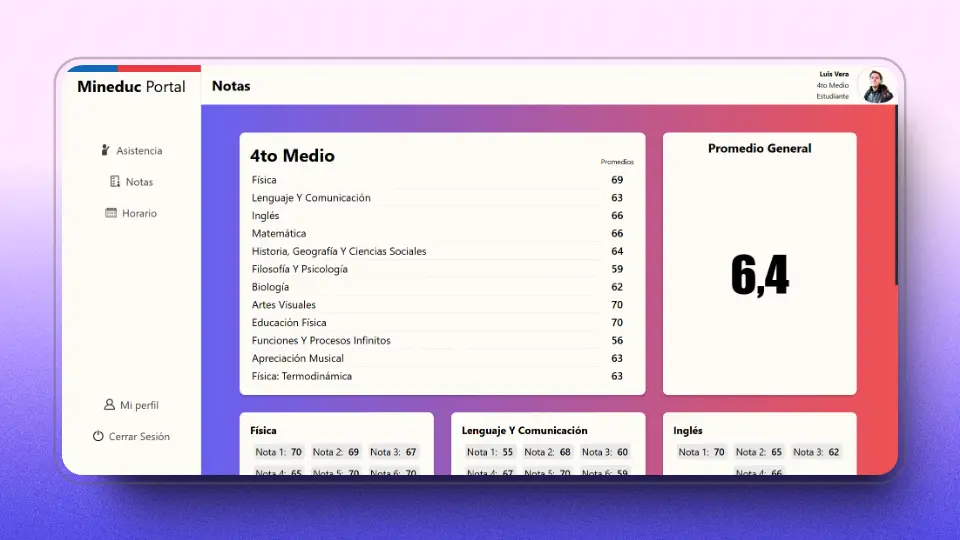 Mineduc Portal
Notas
Luis Vera
4to Medio
Estudiante
Asistencia
Notas
Horario
Mi perfil
Cerrar Sesión
4to Medio
Promedios
Física 69
Lenguaje Y Comunicación 63
Inglés 66
Matemática 66
Historia, Geografía Y Ciencias Sociales 64
Filosofía Y Psicología 59
Biología 62
Artes Visuales 70
Educación Física 70
Funciones Y Procesos Infinitos 56
Apreciación Musical 63
Física: Termodinámica 63
Promedio General
6,4
Física
Nota 1: 70 Nota 2: 69 Nota 3: 67
Nota 4: 65 Nota 5: 70 Nota 6: 70
Lenguaje Y Comunicación
Nota 1: 55 Nota 2: 68 Nota 3: 60
Nota 4: 67 Nota 5: 70 Nota 6: 59
Inglés
Nota 1: 70 Nota 2: 65 Nota 3: 62
Nota 4: 66